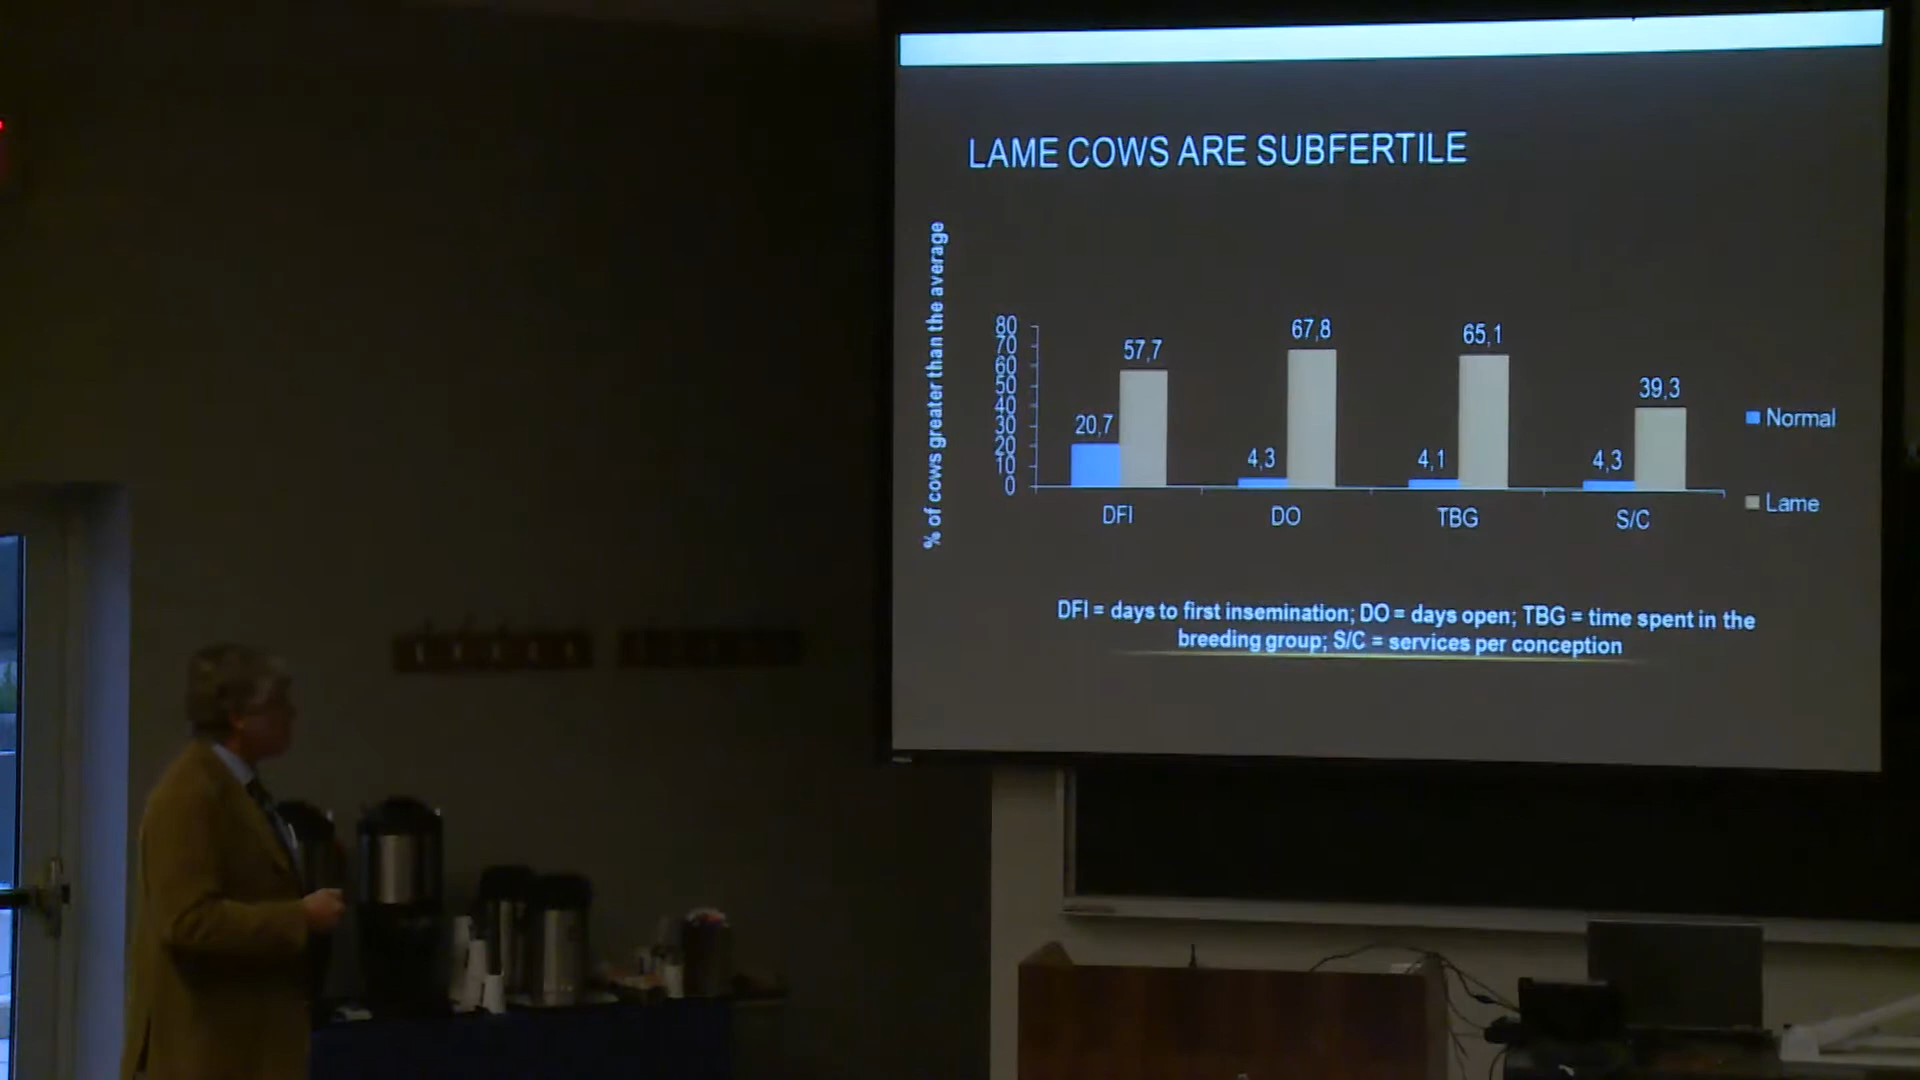 LAME COWS ARE SUBFERTILE
% of cows greater than the average
80
70
60
50
40
30
20
10
0
20,7
57,7
4,3
67,8
4,1
65,1
4,3
39,3
DFI
DO
TBG
S/C
Normal
Lame
DFI = days to first insemination; DO = days open; TBG = time spent in the
breeding group; S/C = services per conception